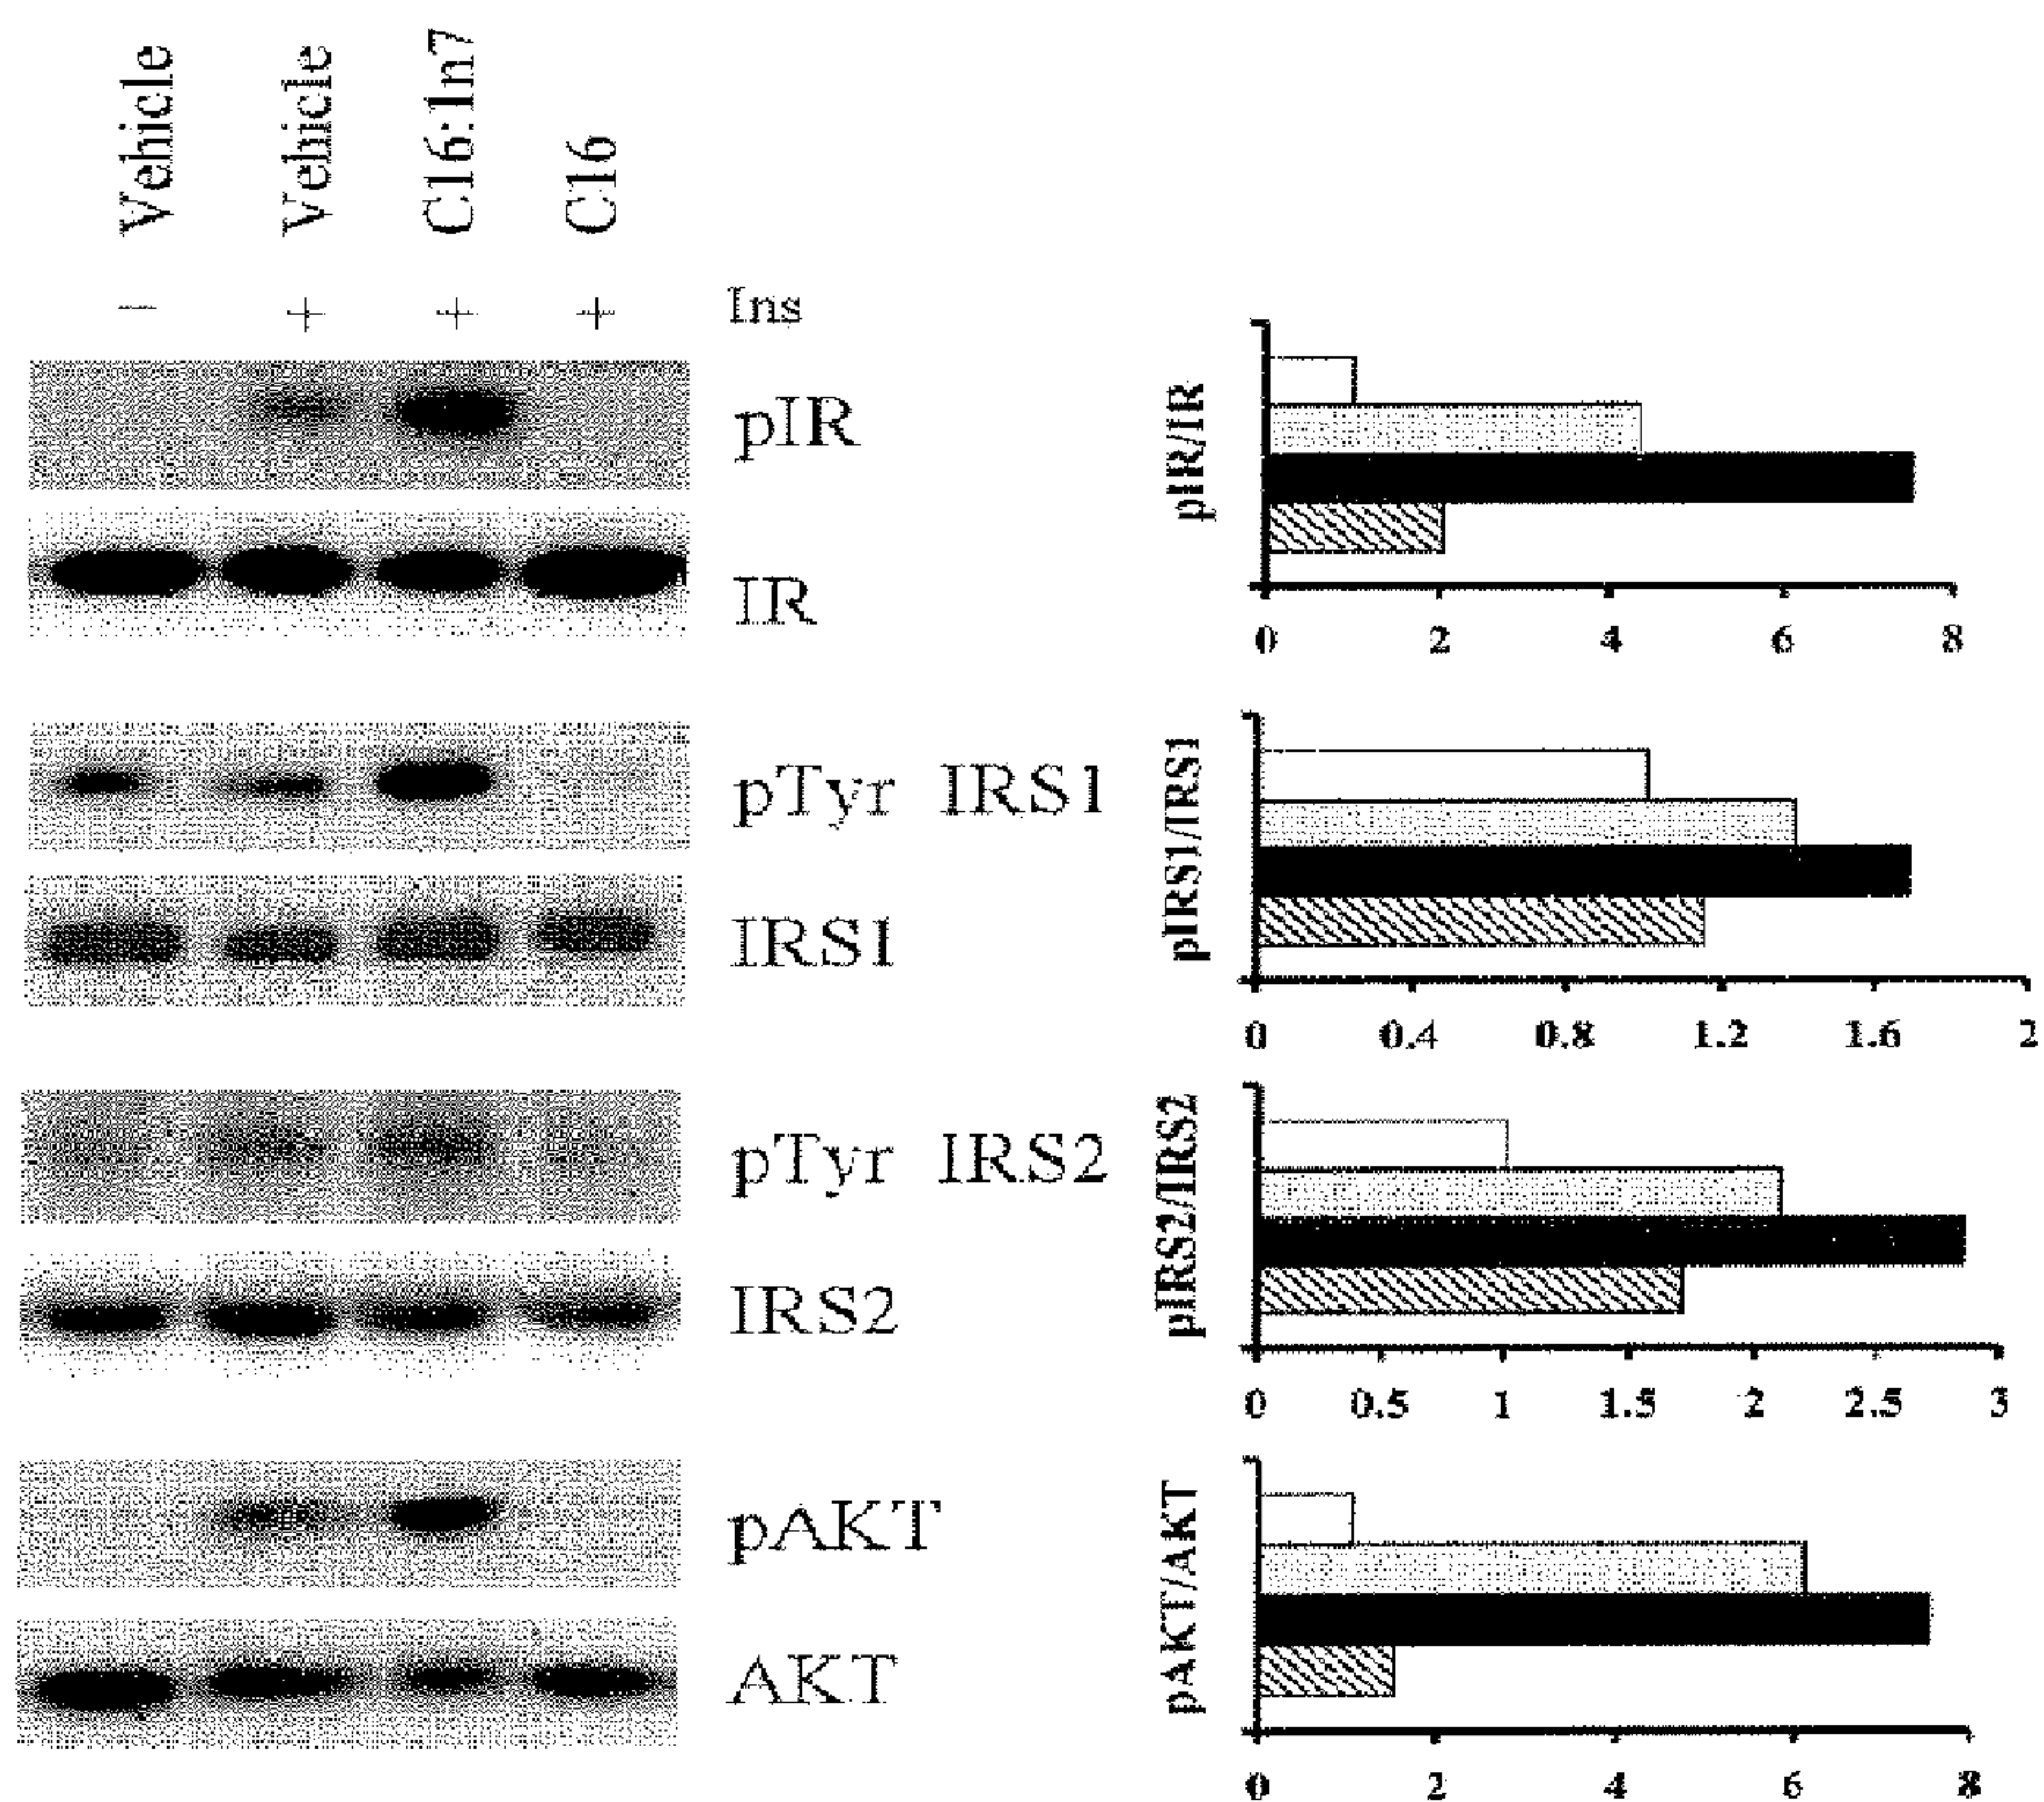 Vehicle
Vehicle
C16:1n7
C16
− + + + Ins
pIR
IR
pTyr IRS1
IRS1
pTyr IRS2
IRS2
pAKT
AKT
pIR/IR
0 2 4 6 8
pIRS1/IRS1
0 0.4 0.8 1.2 1.6 2
pIRS2/IRS2
0 0.5 1 1.5 2 2.5 3
pAKT/AKT
0 2 4 6 8